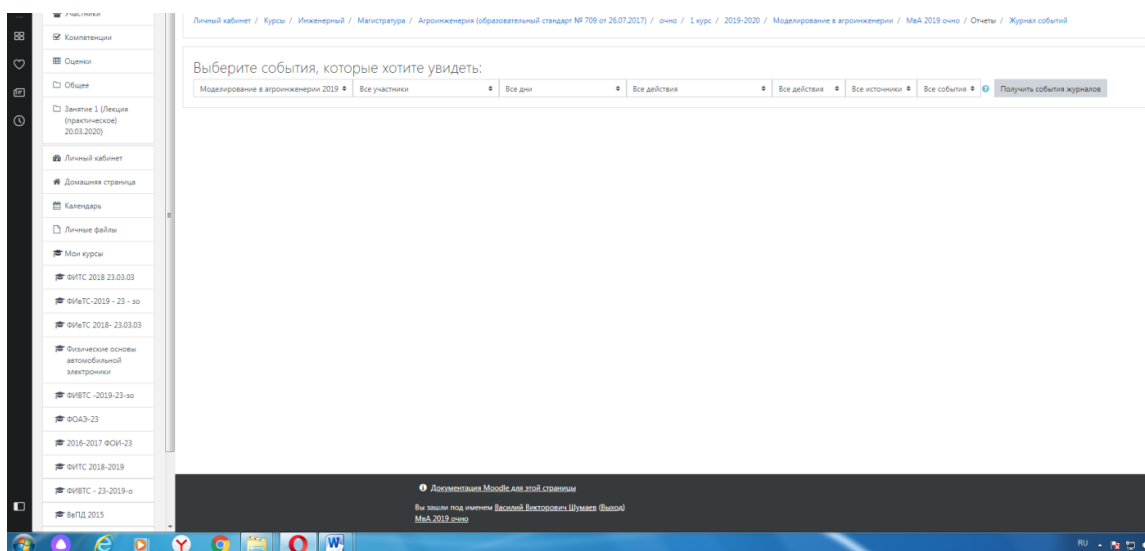 Участники
Компетенции
Оценки
Общее
Занятие 1 (Лекция
(практическое)
20.03.2020)
Личный кабинет
Домашняя страница
Календарь
Личные файлы
Мои курсы
ФИТС 2018 23.03.03
ФИвТС-2019 - 23 - зо
ФИвТС 2018- 23.03.03
Физические основы
автомобильной
электроники
ФИВТС -2019-23-зо
ФОАЭ-23
2016-2017 ФОИ-23
ФИТС 2018-2019
ФИВТС - 23-2019-о
ВвПД 2015
Личный кабинет / Курсы / Инженерный / Магистратура / Агроинженерия (образовательный стандарт № 709 от 26.07.2017) / очно / 1 курс / 2019-2020 / Моделирование в агроинженерии / МвА 2019 очно / Отчеты / Журнал событий
Выберите события, которые хотите увидеть:
Моделирование в агроинженерии 2019 Все участники Все дни Все действия Все действия Все источники Все события Получить события журналов
Документация Moodle для этой страницы
Вы зашли под именем Василий Викторович Шумаев (Выход)
МвА 2019 очно
RU